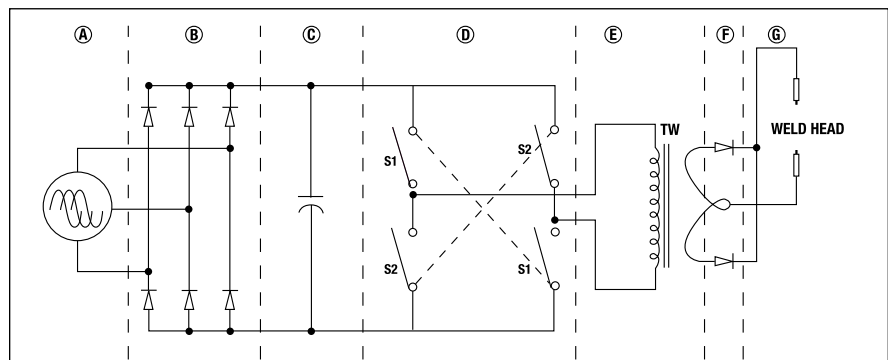 A B C D E F G
TW
WELD HEAD
S1 S2
S2 S1